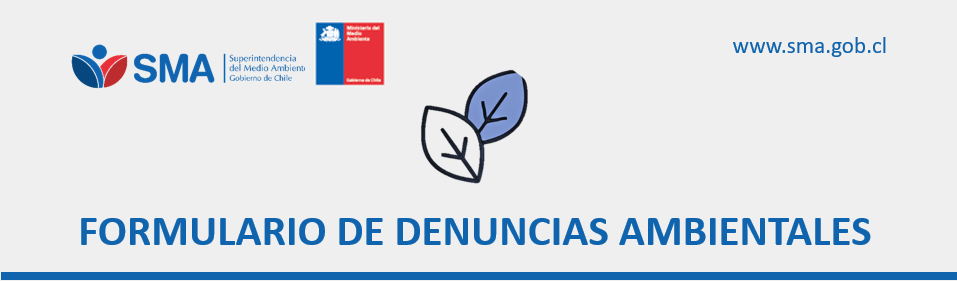 SMA
Superintendencia
del Medio Ambiente
Gobierno de Chile
Ministerio del
Medio
Ambiente
Gobierno de Chile
www.sma.gob.cl
FORMULARIO DE DENUNCIAS AMBIENTALES